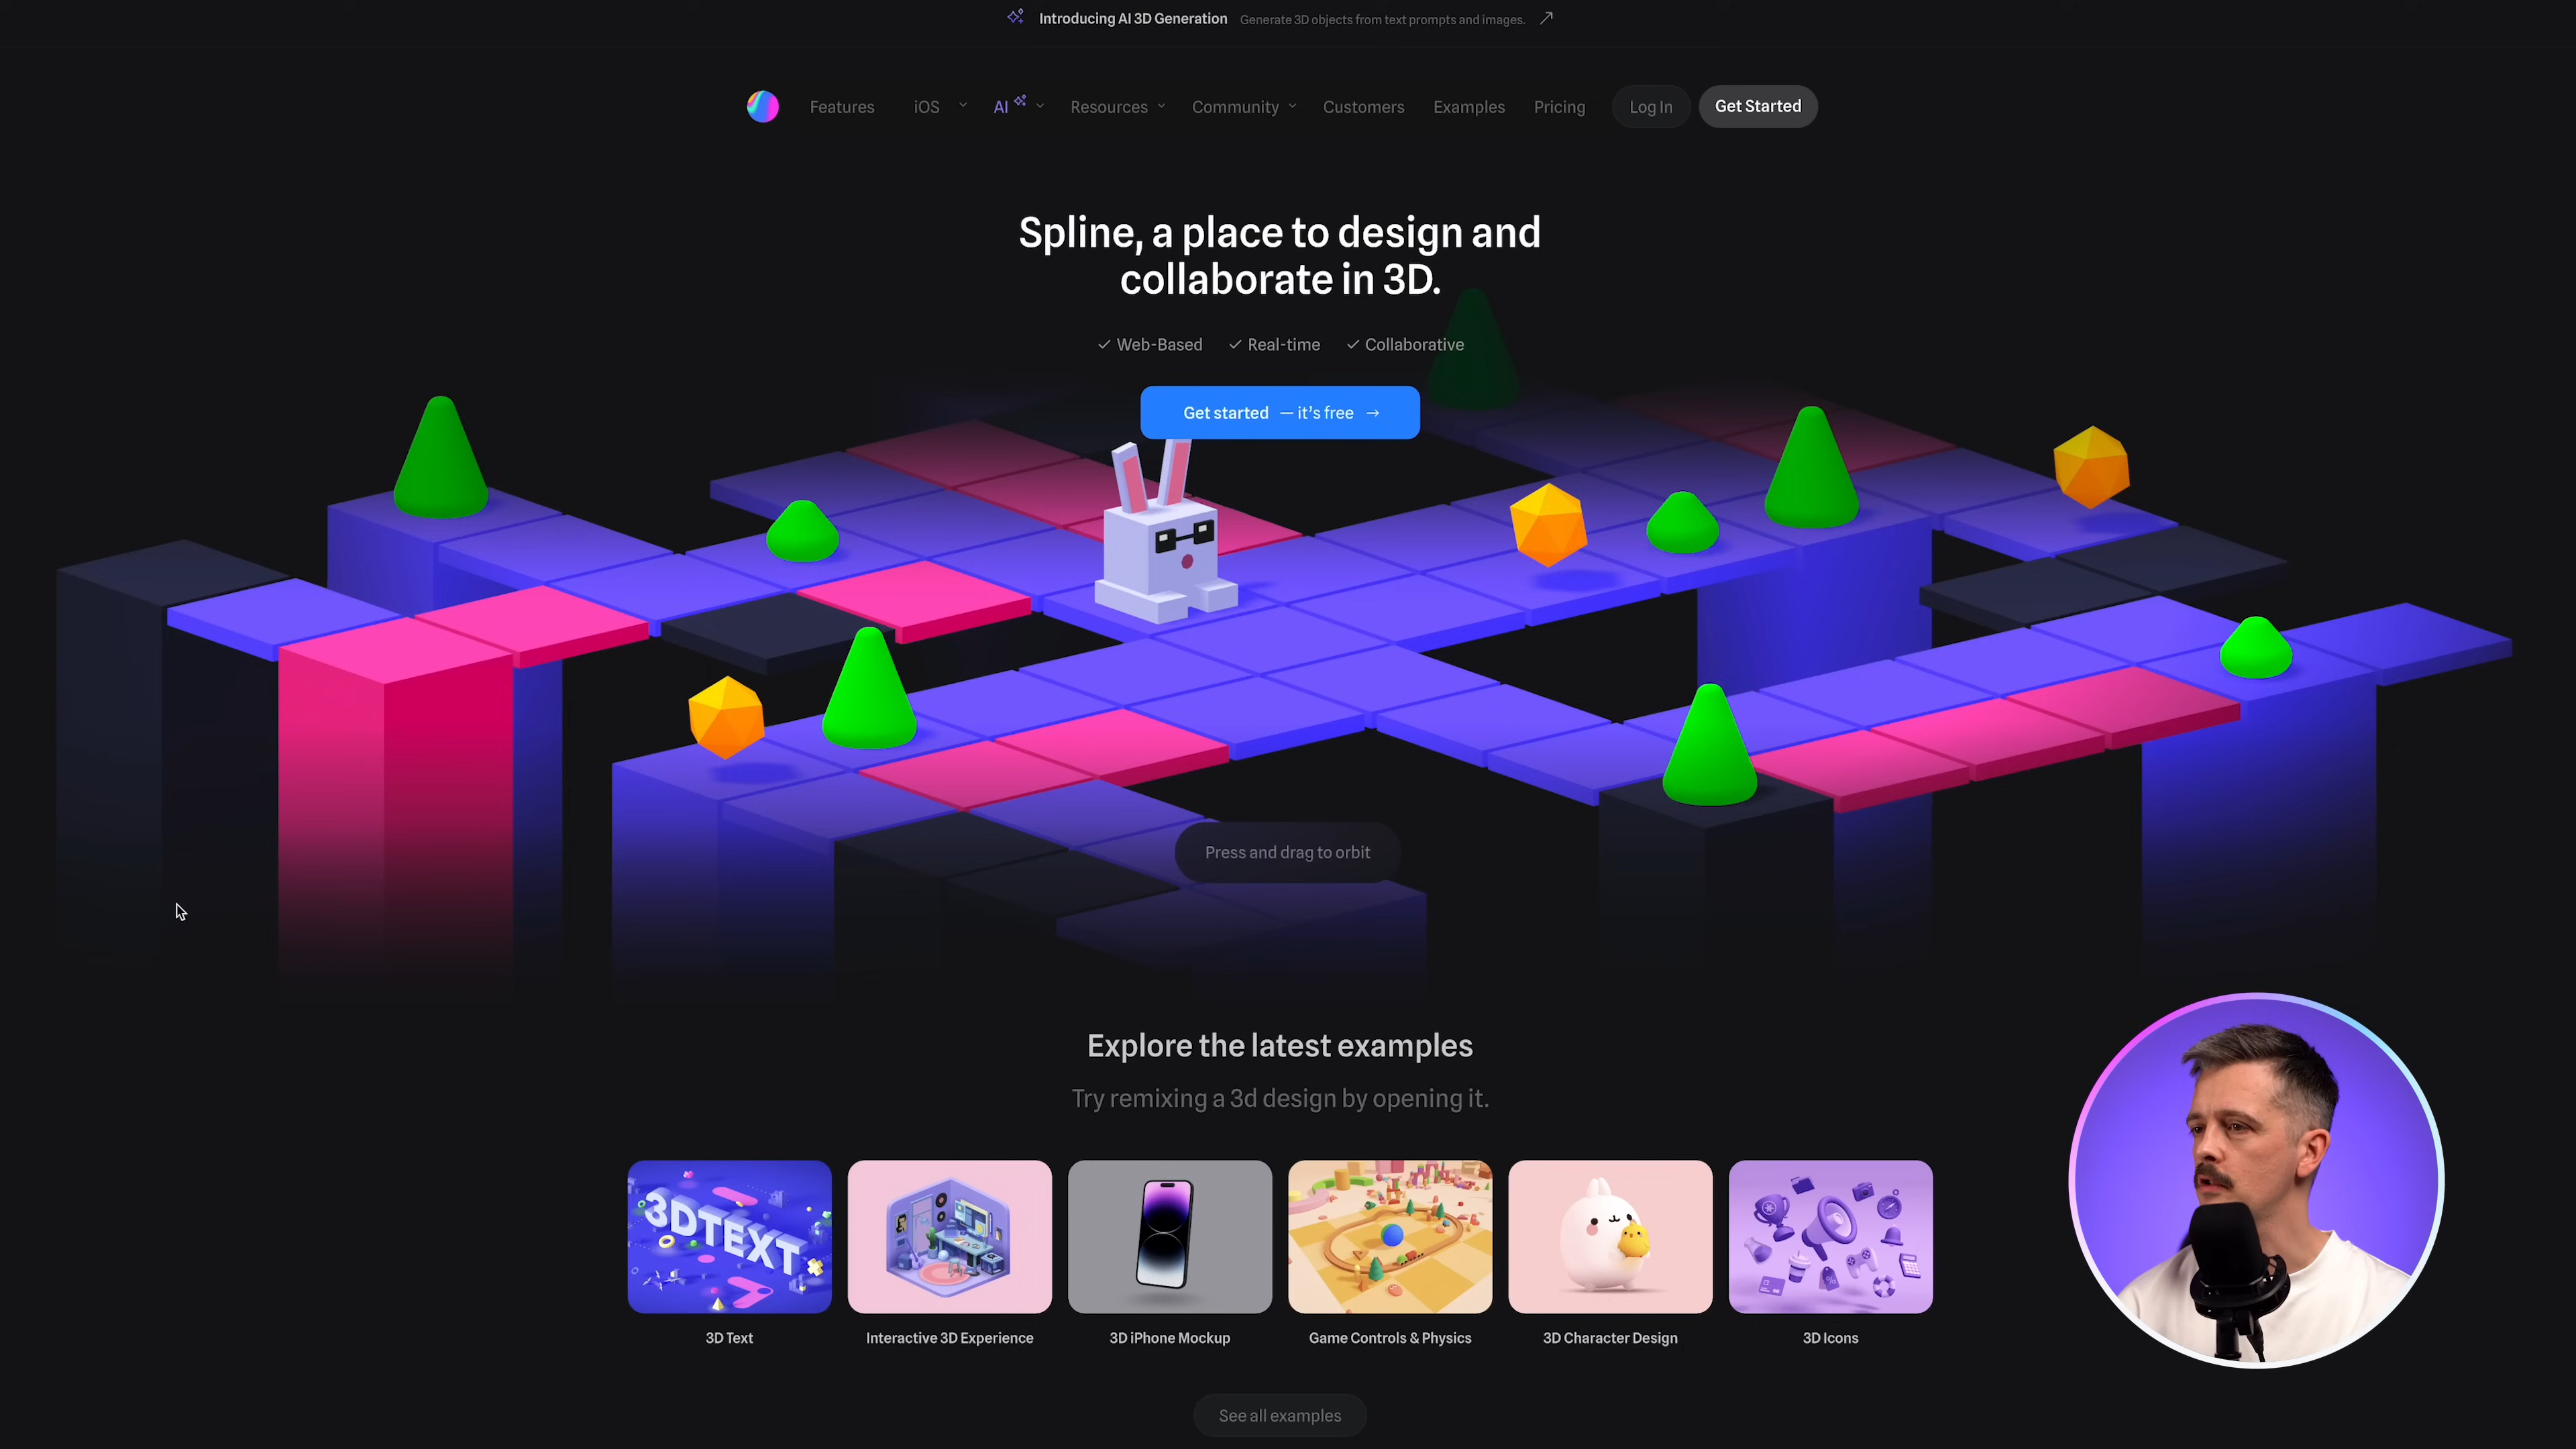 Introducing AI 3D Generation Generate 3D objects from text prompts and images.
Features iOS AI Resources Community Customers Examples Pricing Log In Get Started
Spline, a place to design and
collaborate in 3D.
Web-Based Real-time Collaborative
Get started — it's free →
Press and drag to orbit
Explore the latest examples
Try remixing a 3d design by opening it.
3DTEXT
3D Text Interactive 3D Experience 3D iPhone Mockup Game Controls & Physics 3D Character Design 3D Icons
See all examples